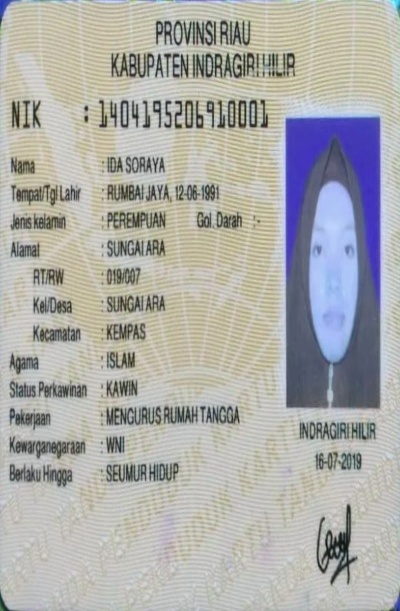 PROVINSI RIAU
KABUPATEN INDRAGIRI HILIR
NIK : 1404195206910001
Nama : IDA SORAYA
Tempat/Tgl Lahir : RUMBAI JAYA, 12-06-1991
Jenis kelamin : PEREMPUAN Gol. Darah :-
Alamat : SUNGAI ARA
RT/RW : 019/007
Kel/Desa : SUNGAI ARA
Kecamatan : KEMPAS
Agama : ISLAM
Status Perkawinan : KAWIN
Pekerjaan : MENGURUS RUMAH TANGGA
Kewarganegaraan : WNI
Berlaku Hingga : SEUMUR HIDUP
INDRAGIRI HILIR
16-07-2019